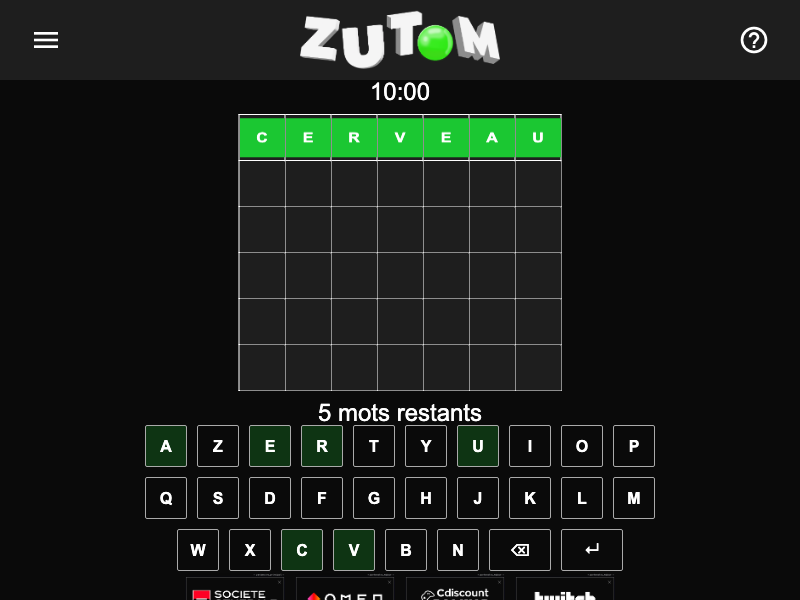 ZUTOM
10:00
C E R V E A U
5 mots restants
A Z E R T Y U I O P
Q S D F G H J K L M
W X C V B N
SOCIETE OMEN Cdiscount twitch